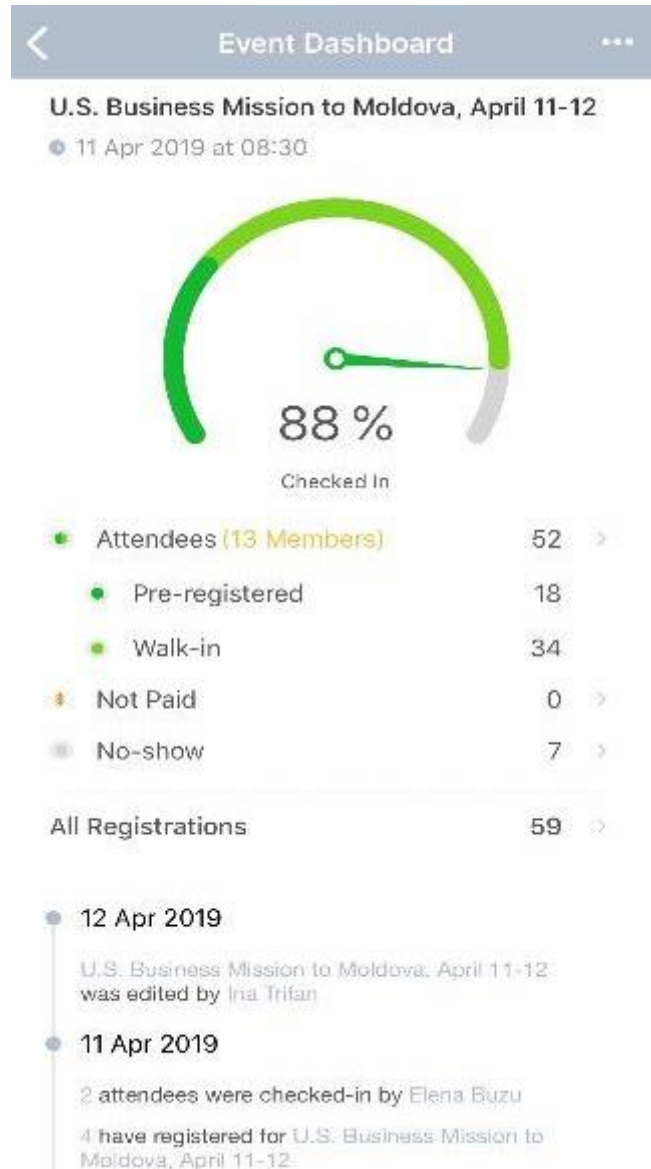 Event Dashboard
U.S. Business Mission to Moldova, April 11-12
11 Apr 2019 at 08:30
88 %
Checked in
Attendees (13 Members) 52
Pre-registered 18
Walk-in 34
Not Paid 0
No-show 7
All Registrations 59
12 Apr 2019
U.S. Business Mission to Moldova, April 11-12
was edited by Ina Trifan
11 Apr 2019
2 attendees were checked-in by Elena Buzu
4 have registered for U.S. Business Mission to
Moldova, April 11-12